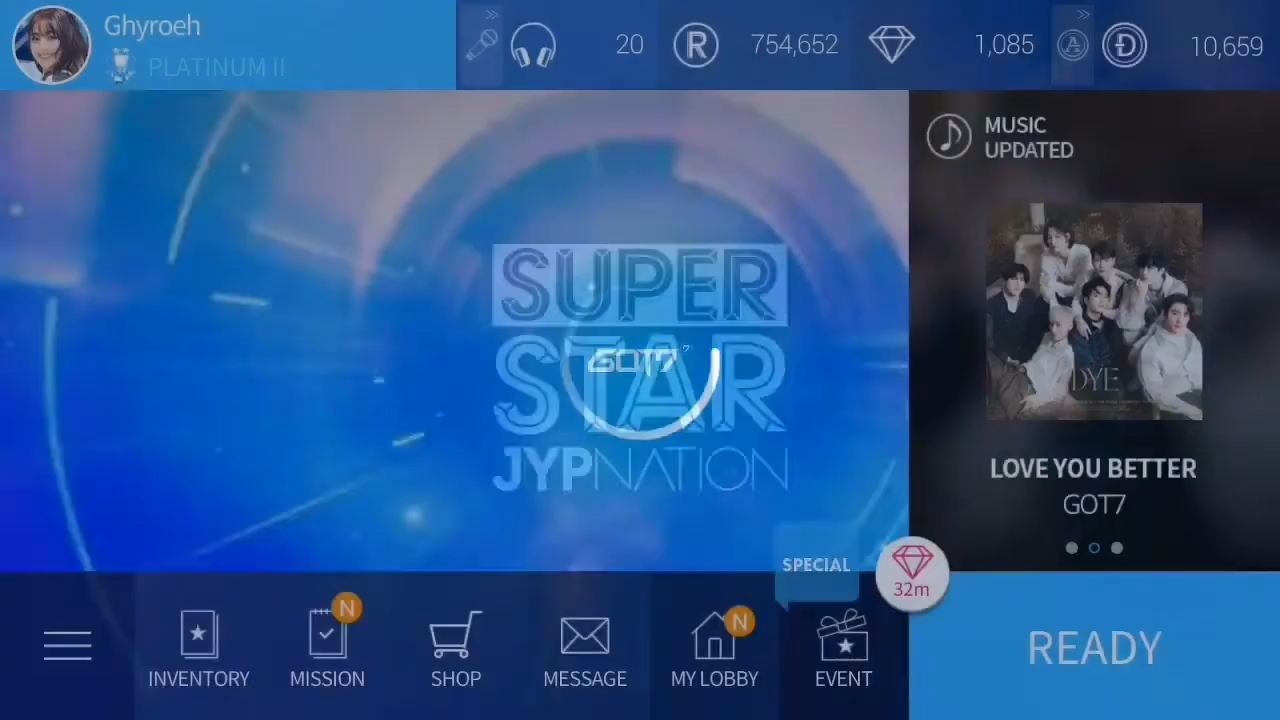 Ghyroeh
PLATINUM II
20
R
754,652
1,085
A
Đ
10,659
MUSIC
UPDATED
SUPER
STAR
JYPNATION
GOT7
DYE
LOVE YOU BETTER
GOT7
SPECIAL
32m
N
N
INVENTORY
MISSION
SHOP
MESSAGE
MY LOBBY
EVENT
READY